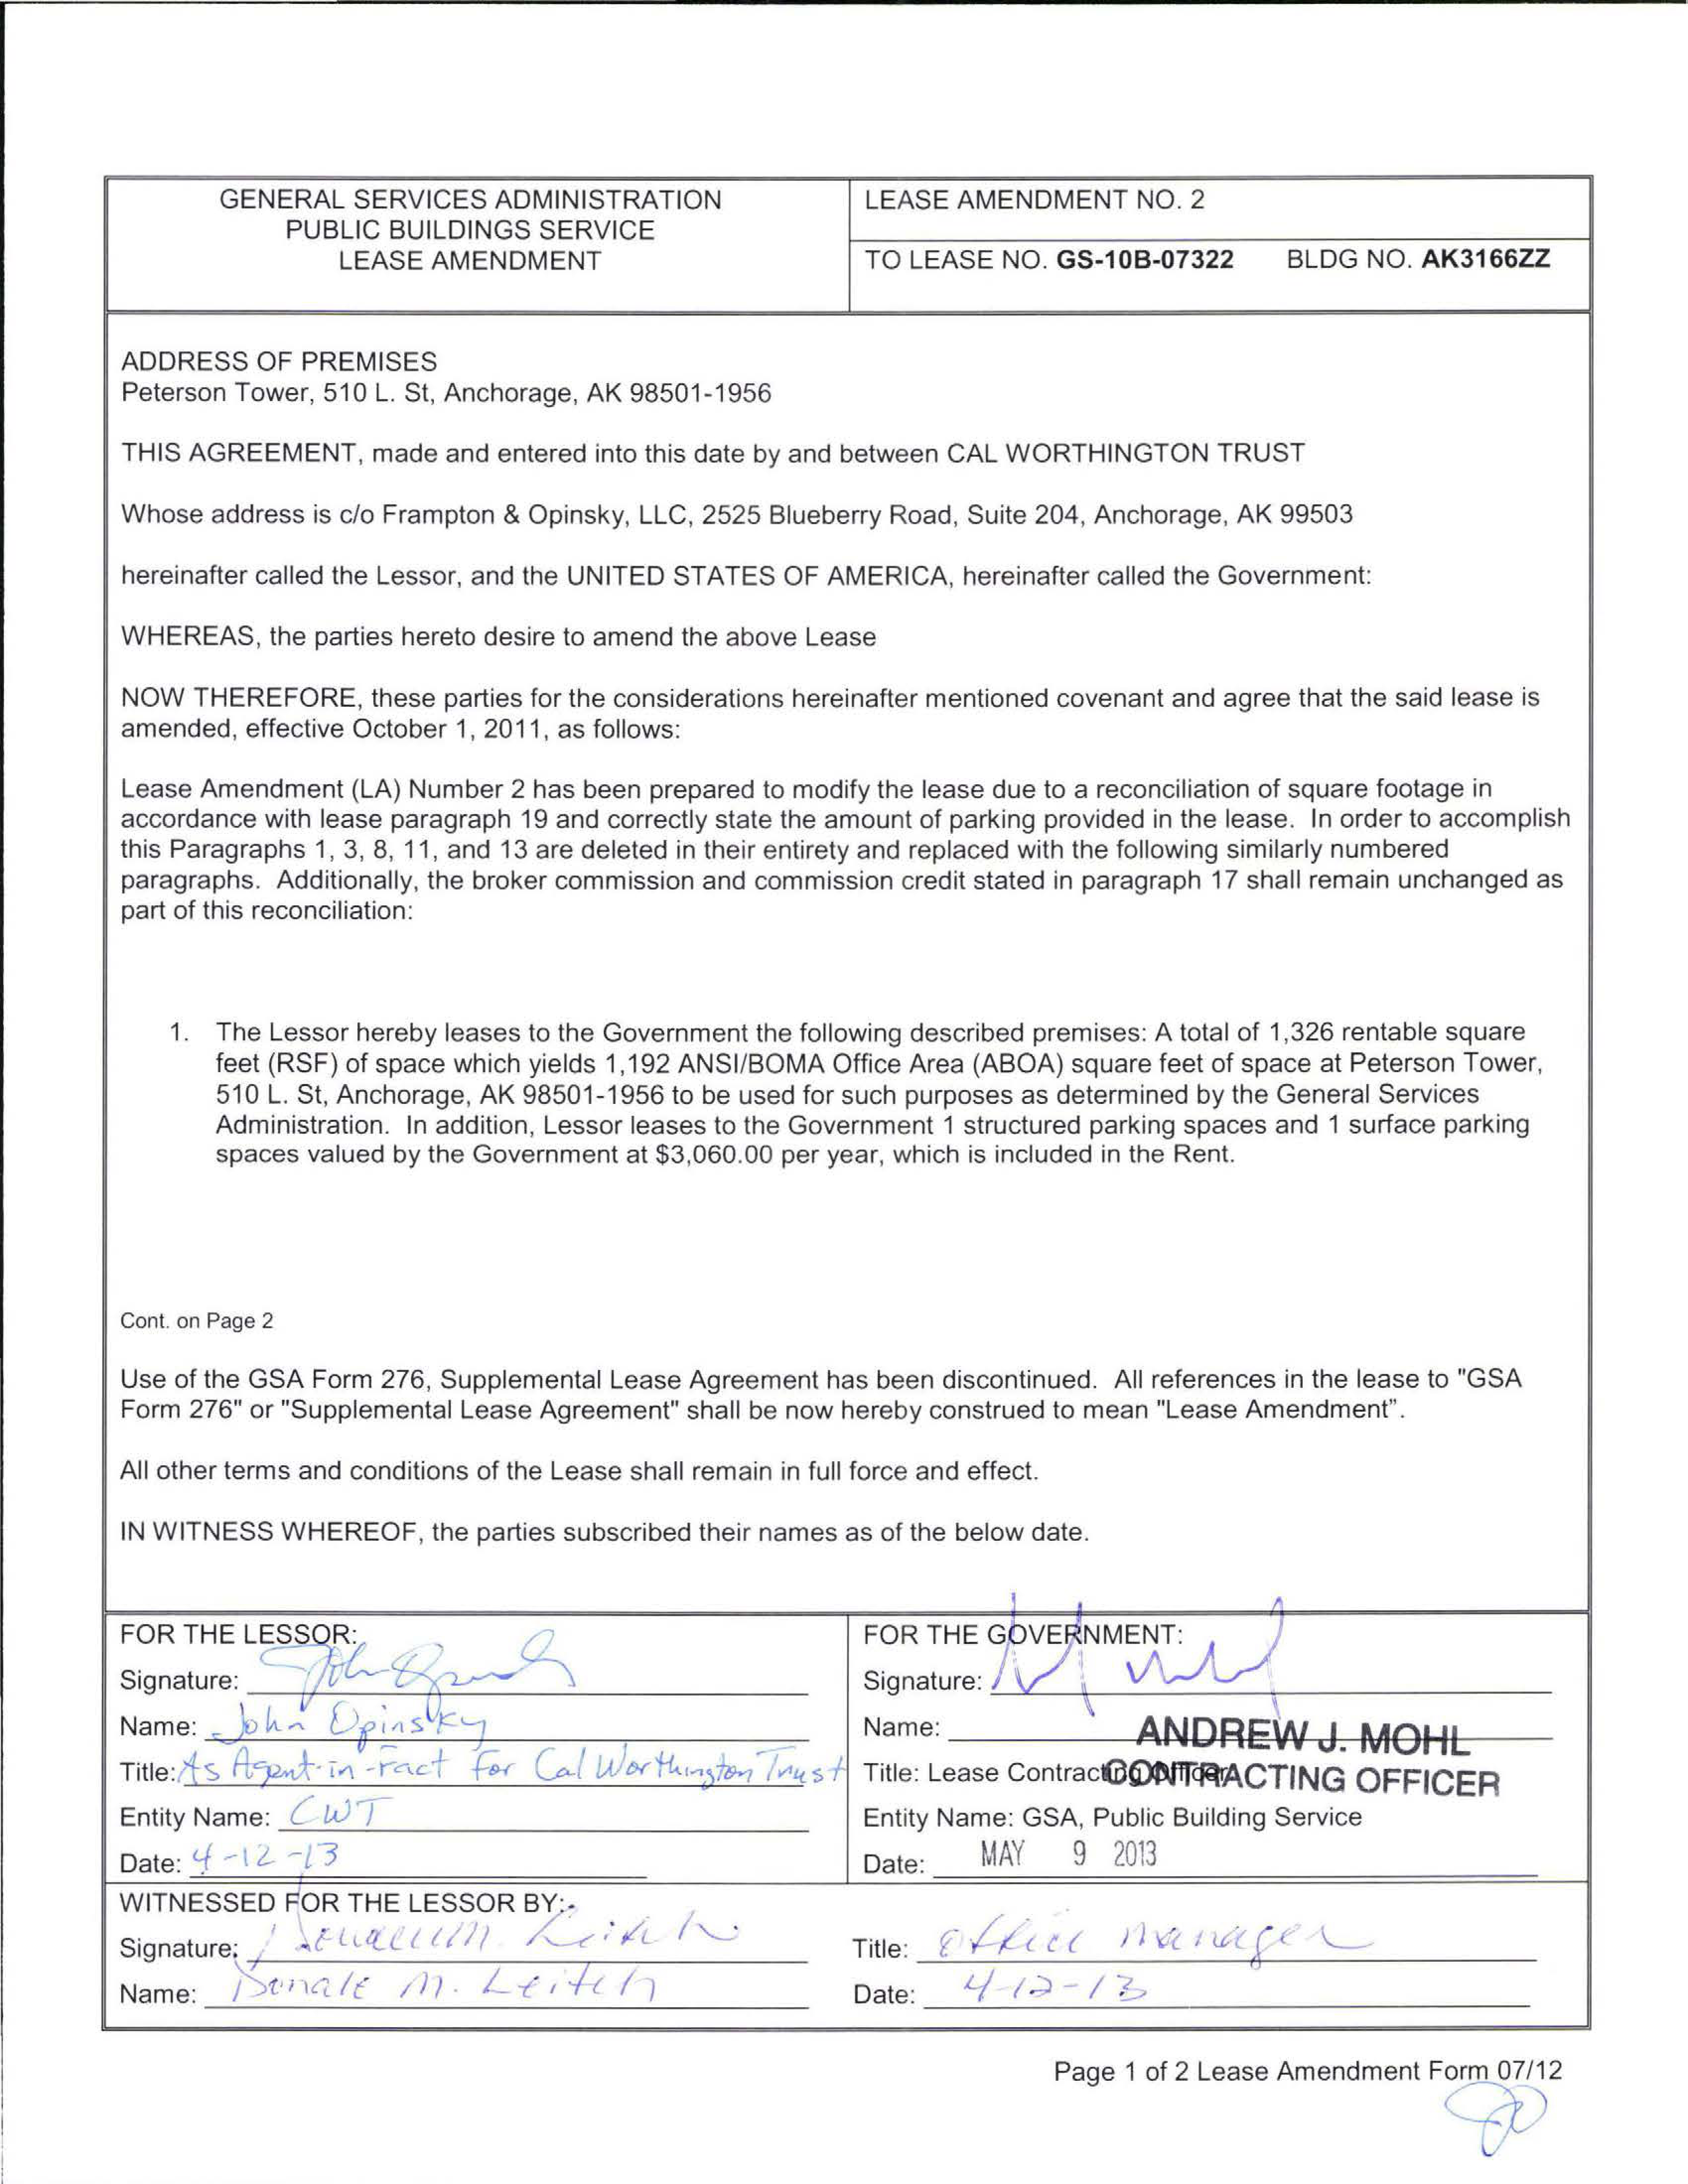 GENERAL SERVICES ADMINISTRATION
PUBLIC BUILDINGS SERVICE
LEASE AMENDMENT
LEASE AMENDMENT NO. 2
TO LEASE NO. GS-10B-07322 BLDG NO. AK3166ZZ
ADDRESS OF PREMISES
Peterson Tower, 510 L. St, Anchorage, AK 98501-1956
THIS AGREEMENT, made and entered into this date by and between CAL WORTHINGTON TRUST
Whose address is c/o Frampton & Opinsky, LLC, 2525 Blueberry Road, Suite 204, Anchorage, AK 99503
hereinafter called the Lessor, and the UNITED STATES OF AMERICA, hereinafter called the Government:
WHEREAS, the parties hereto desire to amend the above Lease
NOW THEREFORE, these parties for the considerations hereinafter mentioned covenant and agree that the said lease is
amended, effective October 1, 2011, as follows:
Lease Amendment (LA) Number 2 has been prepared to modify the lease due to a reconciliation of square footage in
accordance with lease paragraph 19 and correctly state the amount of parking provided in the lease. In order to accomplish
this Paragraphs 1, 3, 8, 11, and 13 are deleted in their entirety and replaced with the following similarly numbered
paragraphs. Additionally, the broker commission and commission credit stated in paragraph 17 shall remain unchanged as
part of this reconciliation:
1. The Lessor hereby leases to the Government the following described premises: A total of 1,326 rentable square
feet (RSF) of space which yields 1,192 ANSI/BOMA Office Area (ABOA) square feet of space at Peterson Tower,
510 L. St, Anchorage, AK 98501-1956 to be used for such purposes as determined by the General Services
Administration. In addition, Lessor leases to the Government 1 structured parking spaces and 1 surface parking
spaces valued by the Government at $3,060.00 per year, which is included in the Rent.
Cont. on Page 2
Use of the GSA Form 276, Supplemental Lease Agreement has been discontinued. All references in the lease to "GSA
Form 276" or "Supplemental Lease Agreement" shall be now hereby construed to mean "Lease Amendment".
All other terms and conditions of the Lease shall remain in full force and effect.
IN WITNESS WHEREOF, the parties subscribed their names as of the below date.
FOR THE LESSOR:
Signature:
Name: John Opinsky
Title: As Agent-in-Fact For Cal Worthington Trust
Entity Name: CWT
Date: 4-12-13
FOR THE GOVERNMENT:
Signature:
Name: ANDREW J. MOHL
Title: Lease Contracting Officer CONTRACTING OFFICER
Entity Name: GSA, Public Building Service
Date: MAY 9 2013
WITNESSED FOR THE LESSOR BY:
Signature: Leitch
Name: M. Leitch
Title: Office Manager
Date: 4-12-13
Page 1 of 2 Lease Amendment Form 07/12